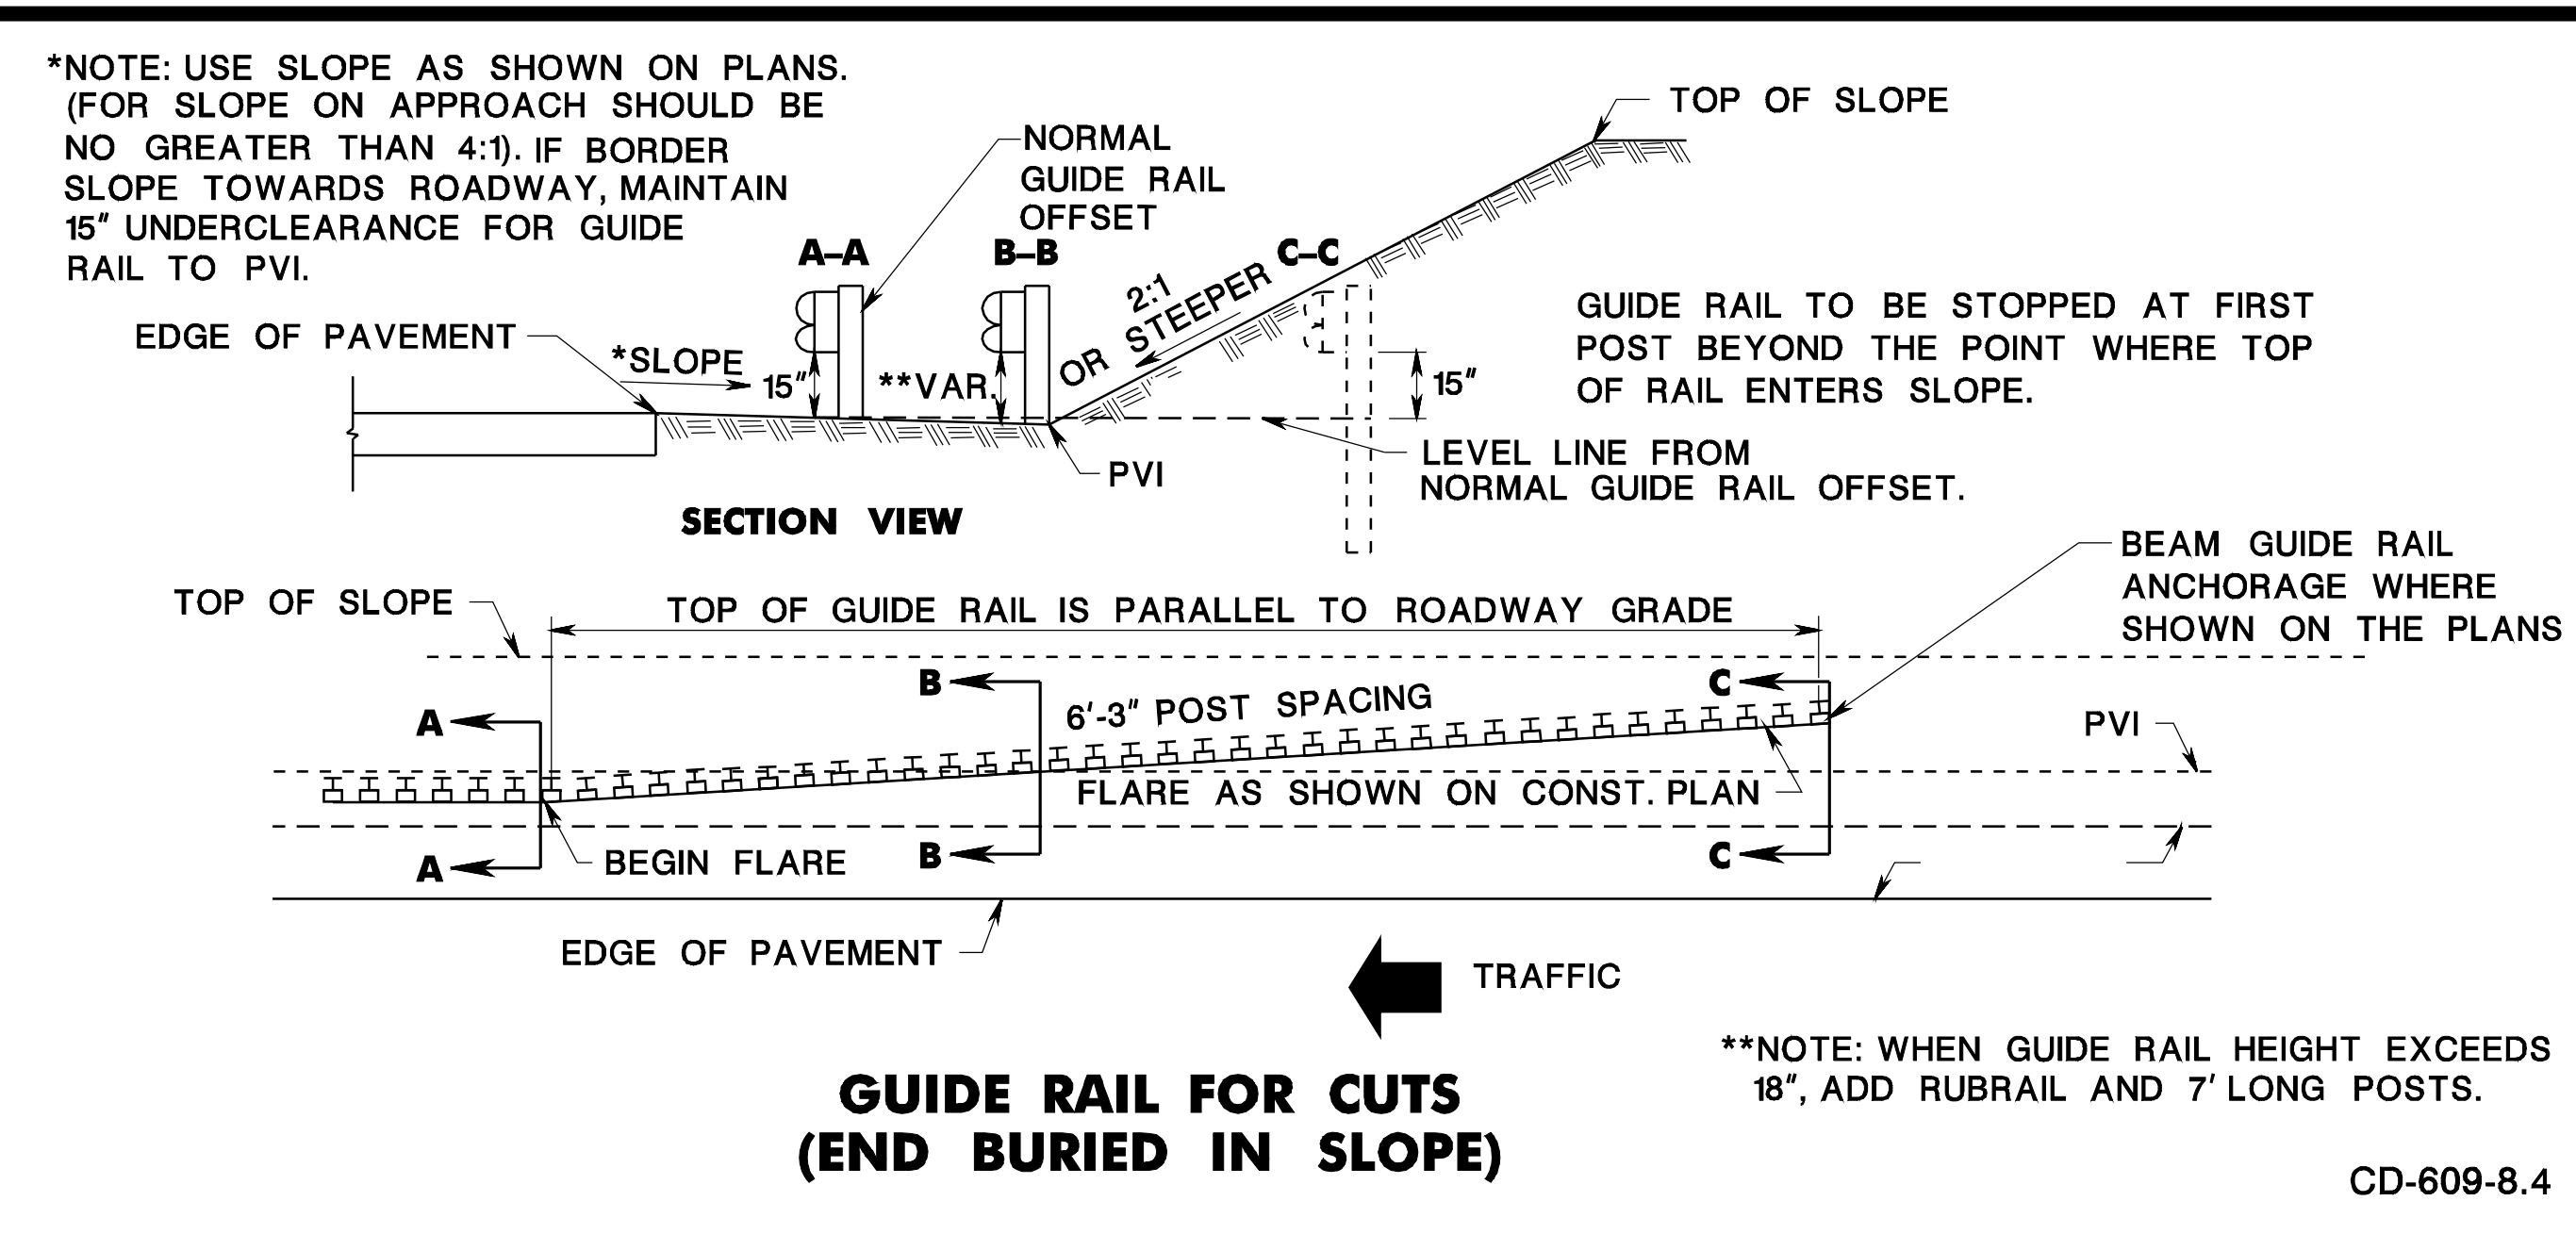 *NOTE: USE SLOPE AS SHOWN ON PLANS.
(FOR SLOPE ON APPROACH SHOULD BE
NO GREATER THAN 4:1). IF BORDER
SLOPE TOWARDS ROADWAY, MAINTAIN
15" UNDERCLEARANCE FOR GUIDE
RAIL TO PVI.
NORMAL
GUIDE RAIL
OFFSET
TOP OF SLOPE
A-A
B-B
C-C
2:1
OR STEEPER
EDGE OF PAVEMENT
*SLOPE
15"
**VAR.
15"
GUIDE RAIL TO BE STOPPED AT FIRST
POST BEYOND THE POINT WHERE TOP
OF RAIL ENTERS SLOPE.
PVI
LEVEL LINE FROM
NORMAL GUIDE RAIL OFFSET.
SECTION VIEW
BEAM GUIDE RAIL
ANCHORAGE WHERE
SHOWN ON THE PLANS
TOP OF SLOPE
TOP OF GUIDE RAIL IS PARALLEL TO ROADWAY GRADE
A
B
C
6'-3" POST SPACING
PVI
FLARE AS SHOWN ON CONST. PLAN
A
BEGIN FLARE
B
C
EDGE OF PAVEMENT
TRAFFIC
**NOTE: WHEN GUIDE RAIL HEIGHT EXCEEDS
18", ADD RUBRAIL AND 7' LONG POSTS.
GUIDE RAIL FOR CUTS
(END BURIED IN SLOPE)
CD-609-8.4